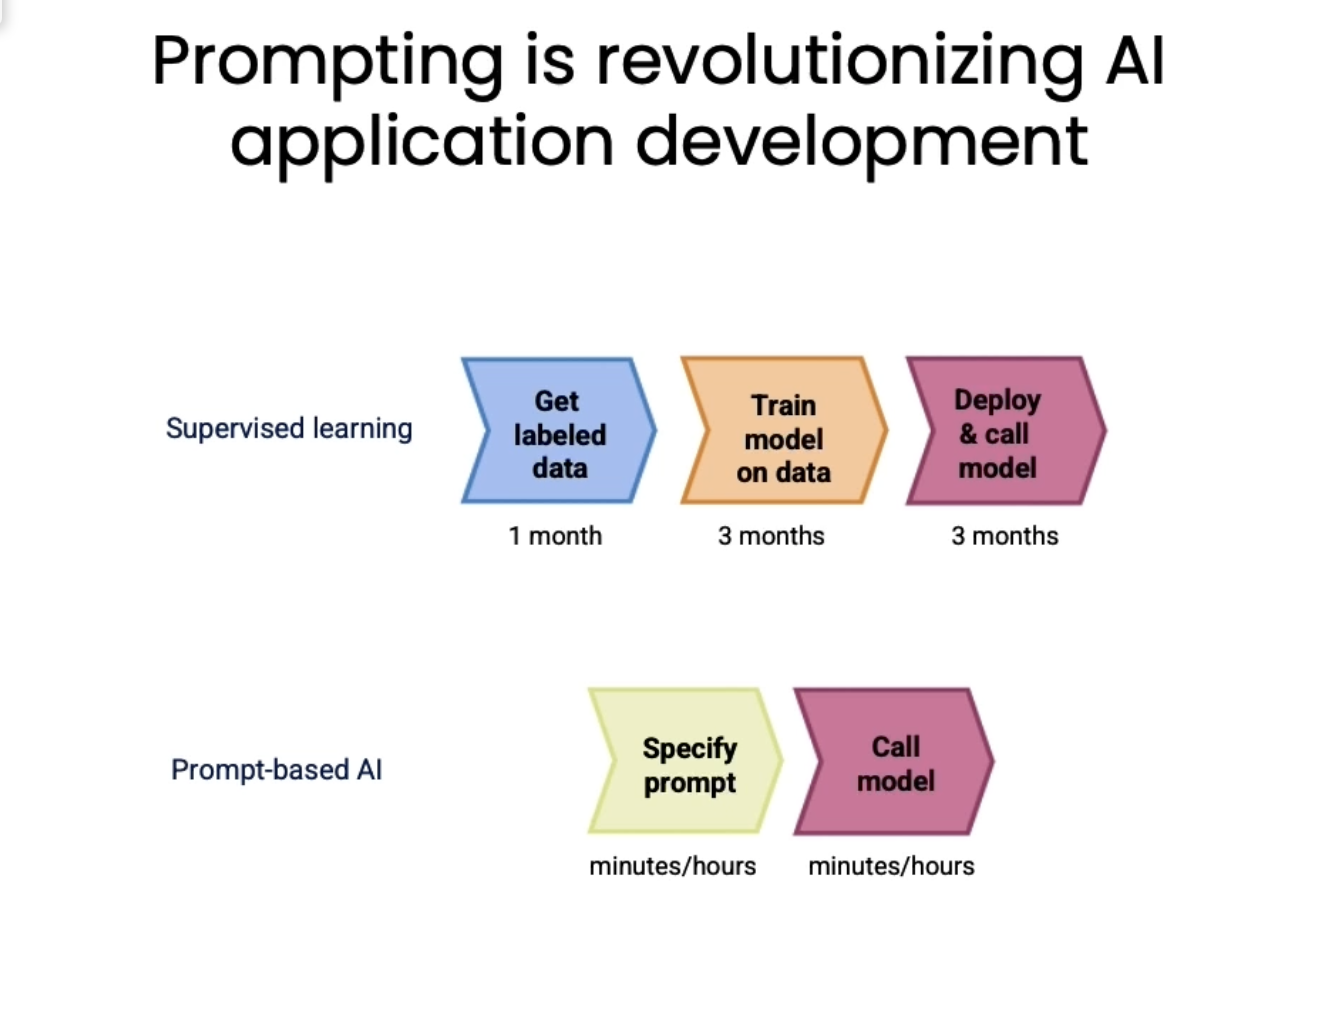 Prompting is revolutionizing AI
application development
Supervised learning
Get
labeled
data
1 month
Train
model
on data
3 months
Deploy
& call
model
3 months
Prompt-based AI
Specify
prompt
minutes/hours
Call
model
minutes/hours